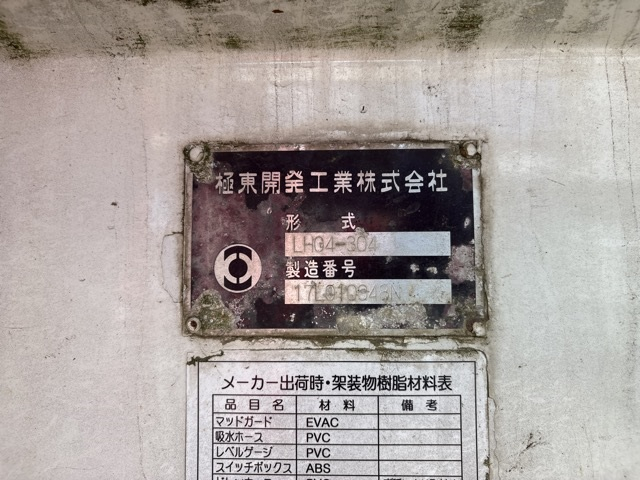 極東開発工業株式会社
形 式
LH04-304
製造番号
メーカー出荷時・架装物樹脂材料表
品目名 材料 備考
マッドガード EVAC
吸水ホース PVC
レベルゲージ PVC
スイッチボックス ABS